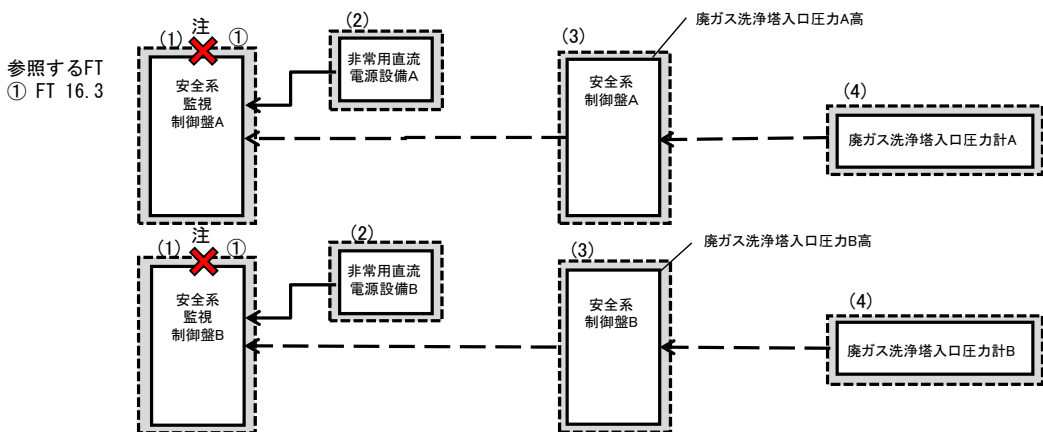 参照するFT
① FT 16.3
注
(1) ①
安全系
監視
制御盤A
(2)
非常用直流
電源設備A
(3)
安全系
制御盤A
廃ガス洗浄塔入口圧力A高
(4)
廃ガス洗浄塔入口圧力計A
注
(1) ①
安全系
監視
制御盤B
(2)
非常用直流
電源設備B
(3)
安全系
制御盤B
廃ガス洗浄塔入口圧力B高
(4)
廃ガス洗浄塔入口圧力計B